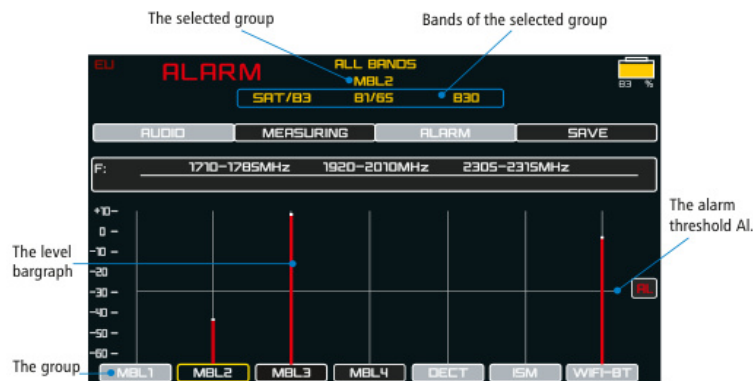 The selected group
Bands of the selected group
EU
ALARM
ALL BANDS
MBL2
SAT/B3 B1/65 B30
83 %
AUDIO MEASURING ALARM SAVE
F: 1710-1785MHz 1920-2010MHz 2305-2315MHz
The alarm
threshold Al.
The level
bargraph
+10
0
-10
-20
-30
AL
-40
-50
-60
The group
MBL1 MBL2 MBL3 MBL4 DECT ISM WIFI-BT